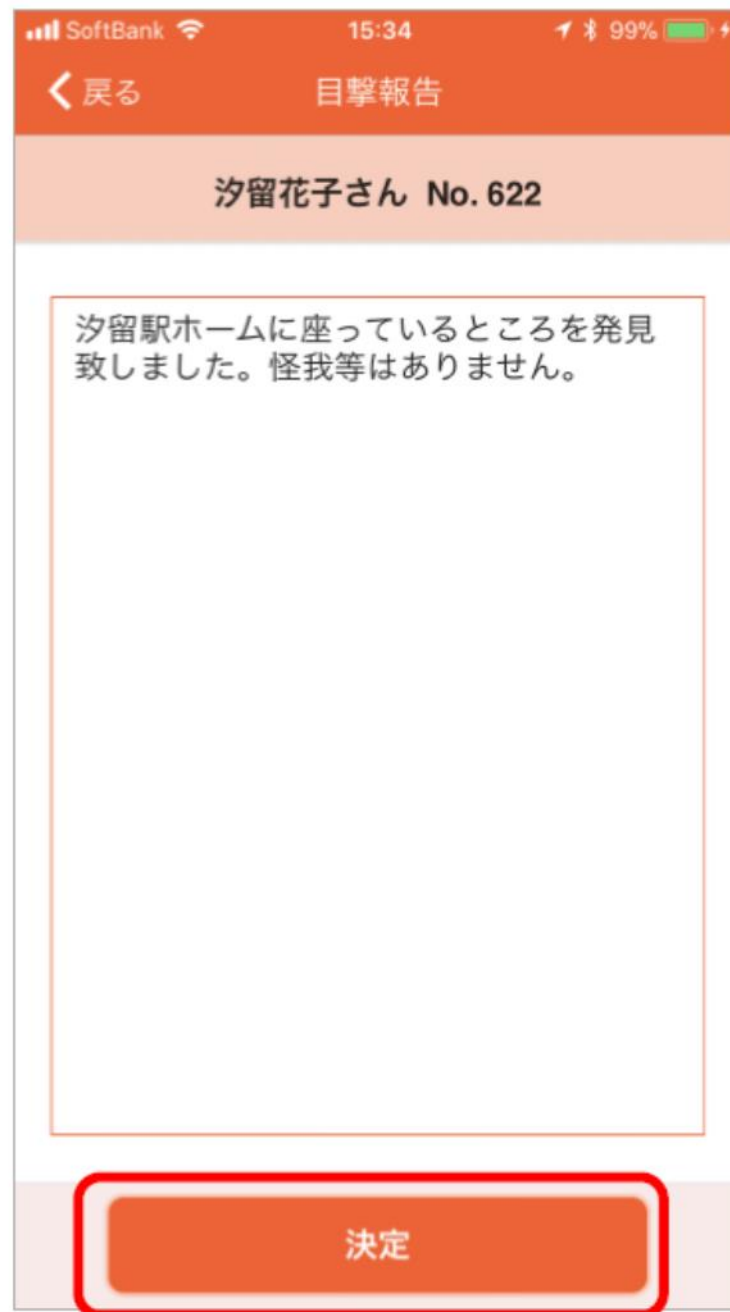 SoftBank 15:34 99%
戻る 目撃報告
汐留花子さん No. 622
汐留駅ホームに座っているところを発見
致しました。怪我等はありません。
決定